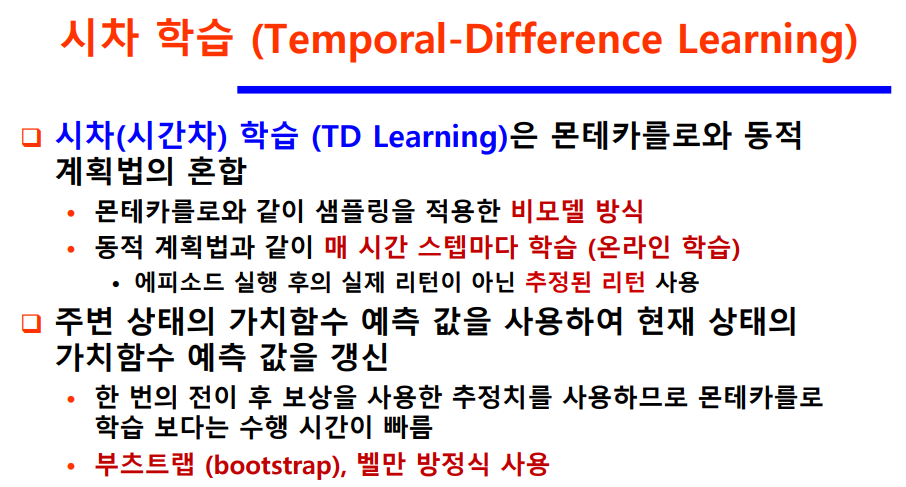 시차 학습 (Temporal-Difference Learning)
시차(시간차) 학습 (TD Learning)은 몬테카를로와 동적
계획법의 혼합
몬테카를로와 같이 샘플링을 적용한 비모델 방식
동적 계획법과 같이 매 시간 스텝마다 학습 (온라인 학습)
에피소드 실행 후의 실제 리턴이 아닌 추정된 리턴 사용
주변 상태의 가치함수 예측 값을 사용하여 현재 상태의
가치함수 예측 값을 갱신
한 번의 전이 후 보상을 사용한 추정치를 사용하므로 몬테카를로
학습 보다는 수행 시간이 빠름
부츠트랩 (bootstrap), 벨만 방정식 사용